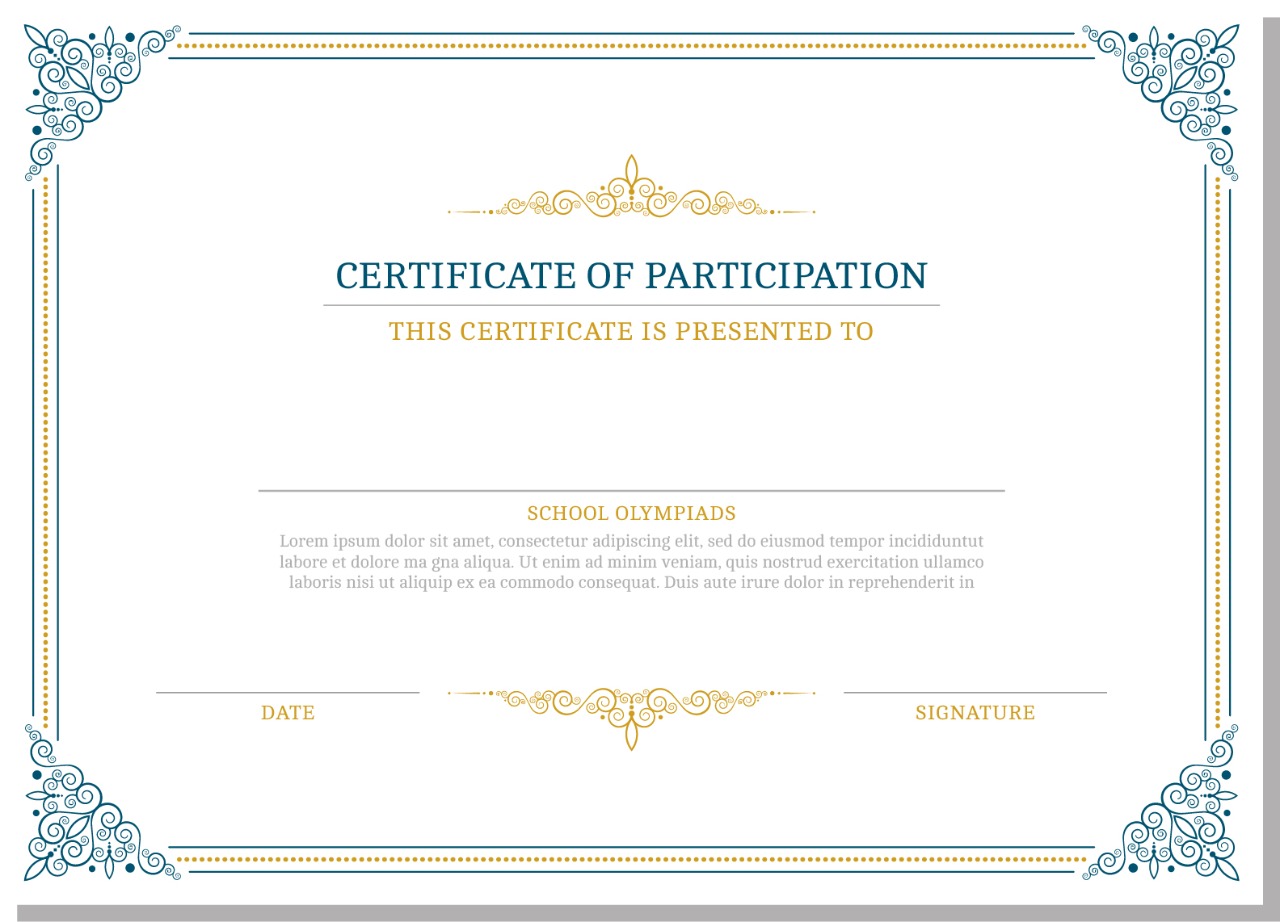 CERTIFICATE OF PARTICIPATION
THIS CERTIFICATE IS PRESENTED TO
SCHOOL OLYMPIADS
Lorem ipsum dolor sit amet, consectetur adipiscing elit, sed do eiusmod tempor incididuntut
labore et dolore ma gna aliqua. Ut enim ad minim veniam, quis nostrud exercitation ullamco
laboris nisi ut aliquip ex ea commodo consequat. Duis aute irure dolor in reprehenderit in
DATE
SIGNATURE